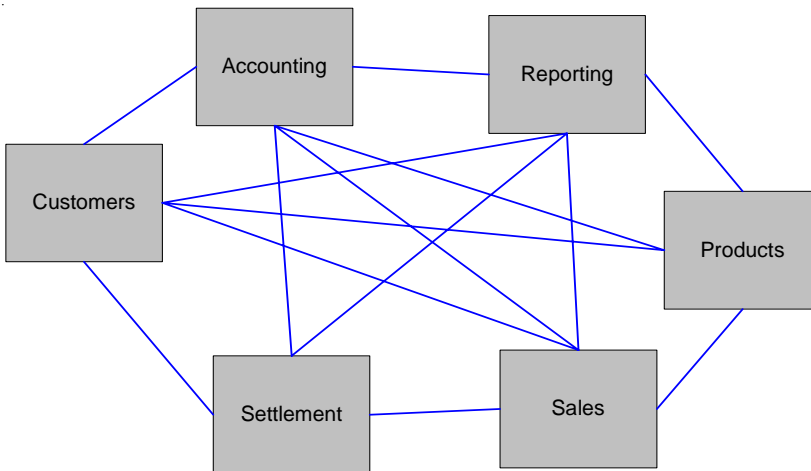 Accounting
Reporting
Customers
Products
Settlement
Sales